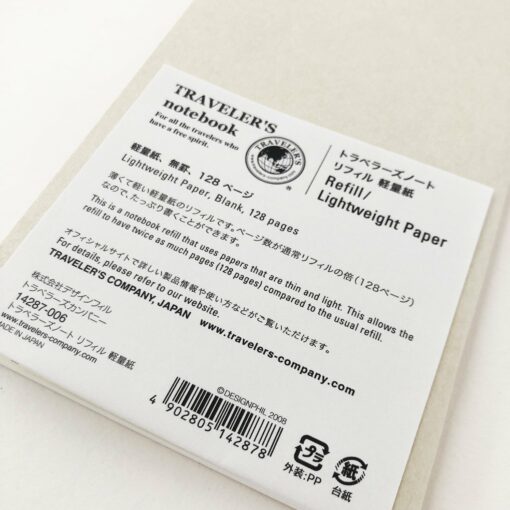 TRAVELER'S
notebook
For all the travelers who
have a free spirit.
TRAVELER'S
®
トラベラーズノート
リフィル 軽量紙
Refill/
Lightweight Paper
軽量紙、無罫、128 ページ
Lightweight Paper, Blank, 128 pages
薄くて軽い軽量紙のリフィルです。ページ数が通常リフィルの倍（128ページ）
なので、たっぷり書くことができます。
This is a notebook refill that uses papers that are thin and light. This allows the
refill to have twice as much pages (128 pages) compared to the usual refill.
オフィシャルサイトで詳しい製品情報や使い方などがご覧いただけます。
For details, please refer to our website.
TRAVELER'S COMPANY, JAPAN www.travelers-company.com
株式会社デザインフィル
トラベラーズカンパニー
14287-006
トラベラーズノート リフィル 軽量紙
www.travelers-company.com
MADE IN JAPAN
©DESIGNPHIL 2008
4 902805 142878
プラ
外装:PP
紙
台紙